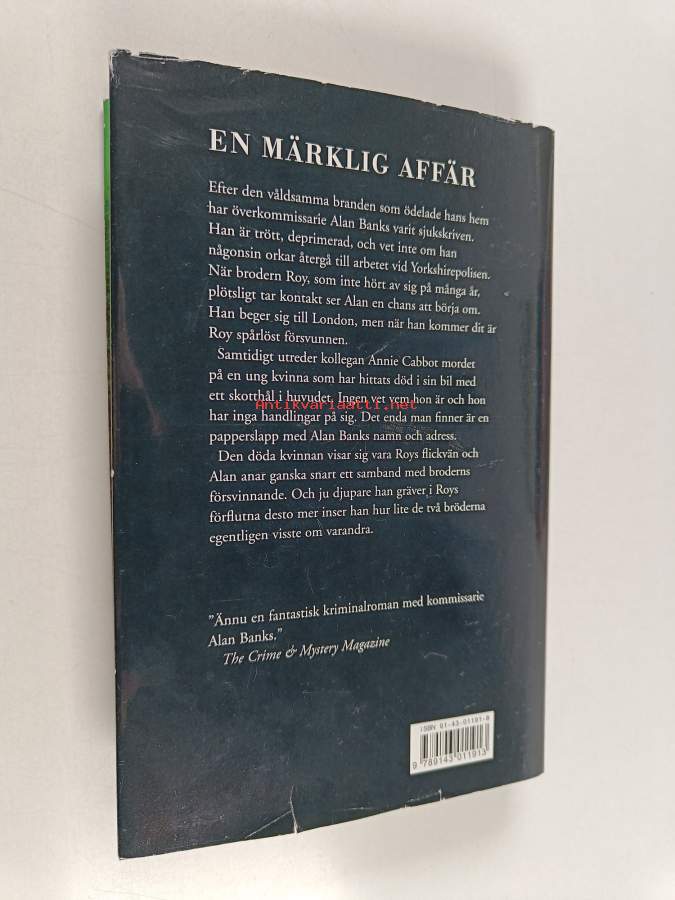 EN MÄRKLIG AFFÄR
Efter den våldsamma branden som ödelade hans hem
har överkommissarie Alan Banks varit sjukskriven.
Han är trött, deprimerad, och vet inte om han
någonsin orkar återgå till arbetet vid Yorkshirepolisen.
När brodern Roy, som inte hört av sig på många år,
plötsligt tar kontakt ser Alan en chans att börja om.
Han beger sig till London, men när han kommer dit är
Roy spårlöst försvunnen.
Samtidigt utreder kollegan Annie Cabbot mordet
på en ung kvinna som har hittats död i sin bil med
ett skotthål i huvudet. Ingen vet vem hon är och hon
Antikvariaatti.net
har inga handlingar på sig. Det enda man finner är en
papperslapp med Alan Banks namn och adress.
Den döda kvinnan visar sig vara Roys flickvän och
Alan anar ganska snart ett samband med broderns
försvinnande. Och ju djupare han gräver i Roys
förflutna desto mer inser han hur lite de två bröderna
egentligen visste om varandra.
”Ännu en fantastisk kriminalroman med kommissarie
Alan Banks.”
The Crime & Mystery Magazine
ISBN 91-43-01191-8
9 789143 011913